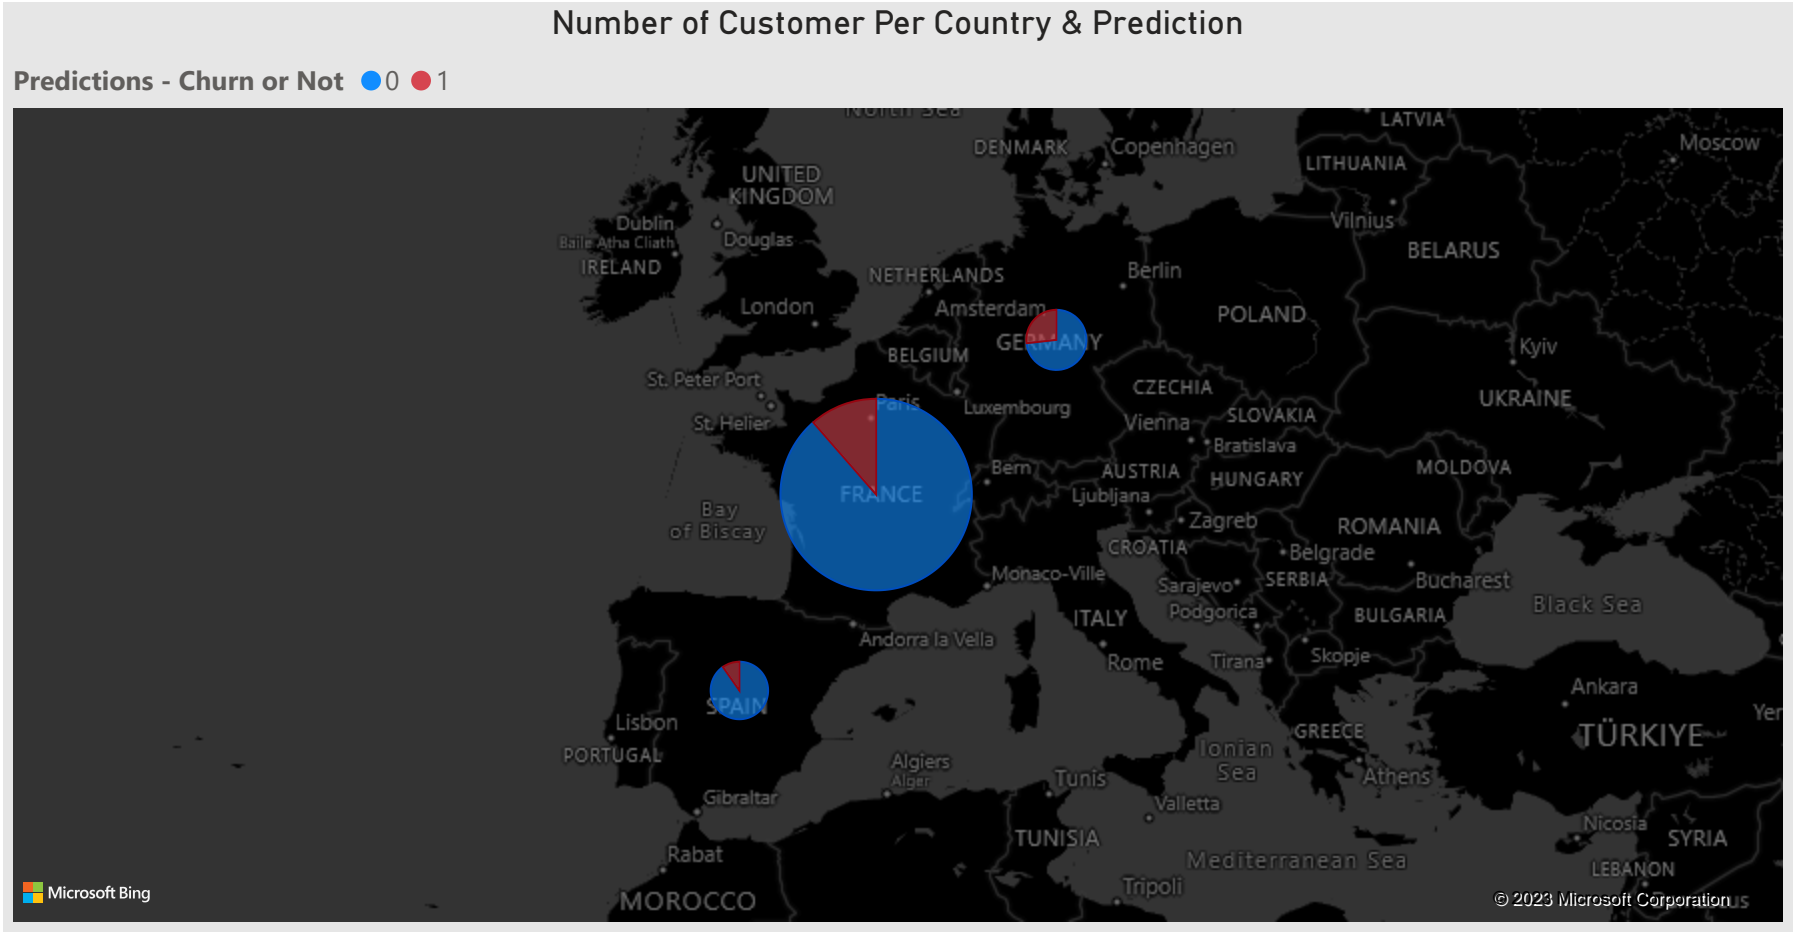 Number of Customer Per Country & Prediction
Predictions - Churn or Not 0 1
North Sea
LATVIA
DENMARK
Copenhagen
Moscow
LITHUANIA
UNITED
KINGDOM
Vilnius
Dublin
Baile Atha Cliath
IRELAND
Douglas
BELARUS
NETHERLANDS
Berlin
London
Amsterdam
POLAND
GERMANY
BELGIUM
Kyiv
St. Peter Port
CZECHIA
UKRAINE
Paris
Luxembourg
St. Helier
Vienna
SLOVAKIA
Bratislava
Bern
AUSTRIA
HUNGARY
MOLDOVA
FRANCE
Ljubljana
Bay
of Biscay
Zagreb
ROMANIA
CROATIA
Belgrade
Monaco-Ville
Sarajevo
SERBIA
Bucharest
Black Sea
Podgorica
ITALY
BULGARIA
Andorra la Vella
Rome
Tirana
Skopje
Ankara
SPAIN
Lisbon
PORTUGAL
GREECE
TÜRKIYE
Yer
Ionian
Sea
Algiers
Alger
Tunis
Athens
Gibraltar
Valletta
Nicosia
TUNISIA
SYRIA
Rabat
Mediterranean Sea
LEBANON
Tripoli
MOROCCO
Microsoft Bing
© 2023 Microsoft Corporation